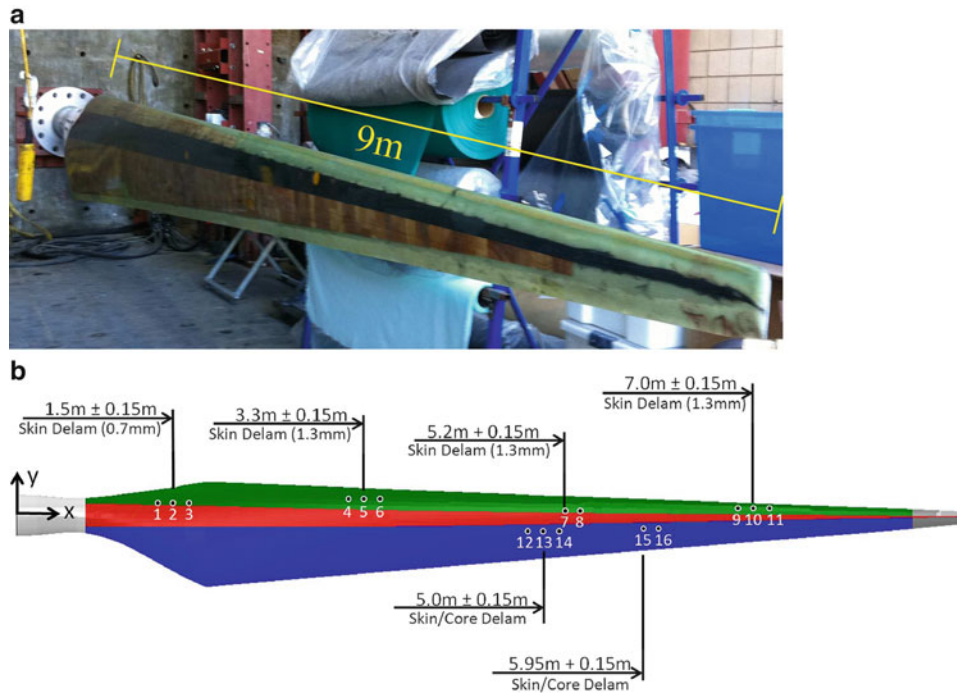 a
9m
b
7.0m ± 0.15m
Skin Delam (1.3mm)
1.5m ± 0.15m
Skin Delam (0.7mm)
3.3m ± 0.15m
Skin Delam (1.3mm)
5.2m + 0.15m
Skin Delam (1.3mm)
y
x
1 2 3
4 5 6
7 8
9 10 11
12 13 14
15 16
5.0m ± 0.15m
Skin/Core Delam
5.95m + 0.15m
Skin/Core Delam